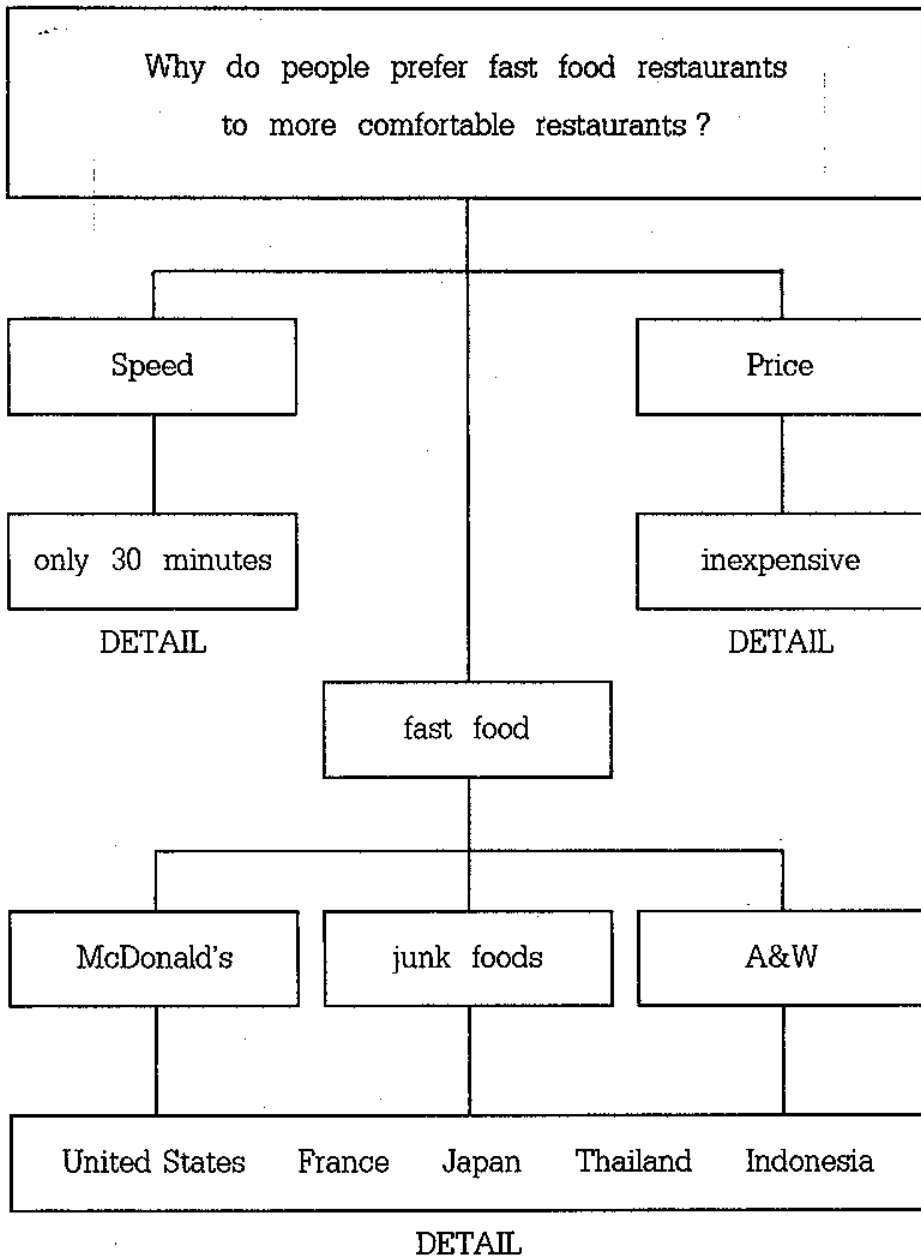 Why do people prefer fast food restaurants
to more comfortable restaurants ?
Speed
Price
only 30 minutes
inexpensive
DETAIL
DETAIL
fast food
McDonald's
junk foods
A&W
United States France Japan Thailand Indonesia
DETAIL